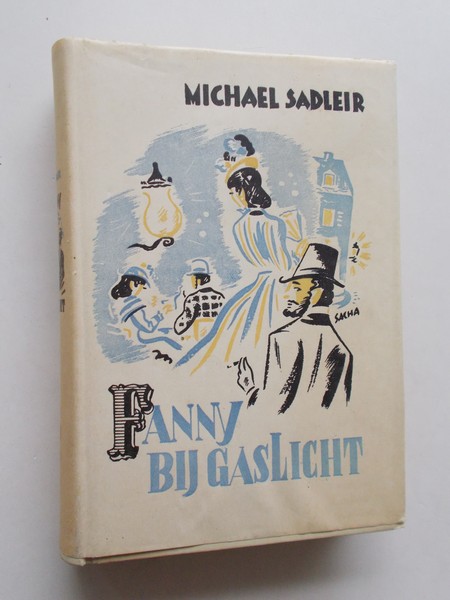 MICHAEL SADLEIR
SACHA
FANNY
BIJ GASLICHT